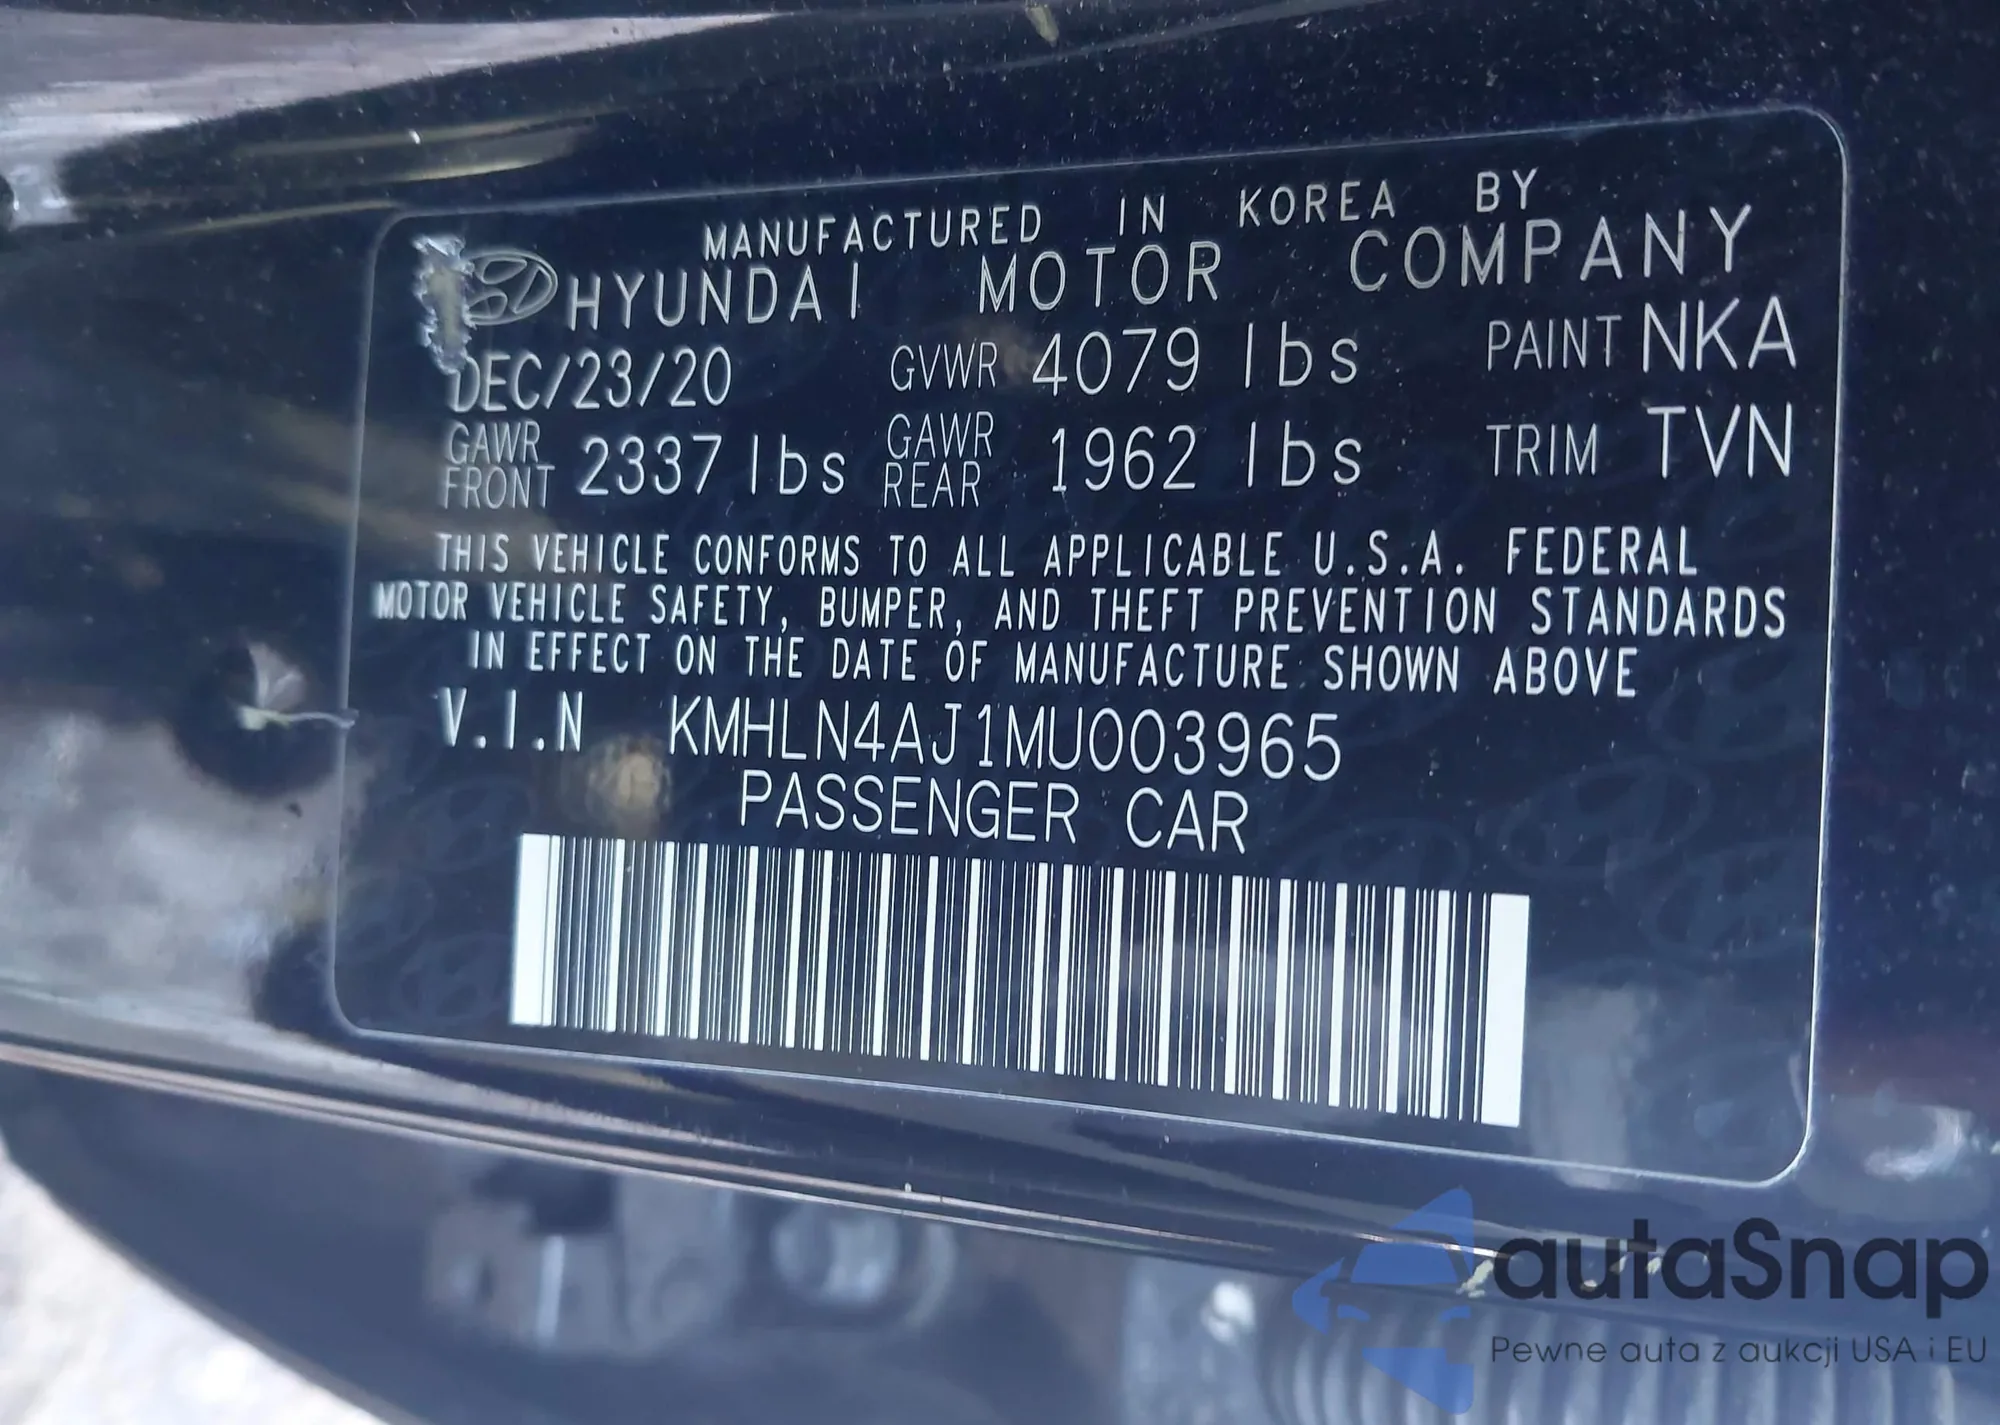 MANUFACTURED IN KOREA BY
HYUNDAI MOTOR COMPANY
DEC/23/20 GVWR 4079 lbs PAINT NKA
GAWR FRONT 2337 lbs GAWR REAR 1962 lbs TRIM TVN
THIS VEHICLE CONFORMS TO ALL APPLICABLE U.S.A. FEDERAL
MOTOR VEHICLE SAFETY, BUMPER, AND THEFT PREVENTION STANDARDS
IN EFFECT ON THE DATE OF MANUFACTURE SHOWN ABOVE
V.I.N KMHLN4AJ1MU003965
PASSENGER CAR
autaSnap
Pewne auta z aukcji USA i EU